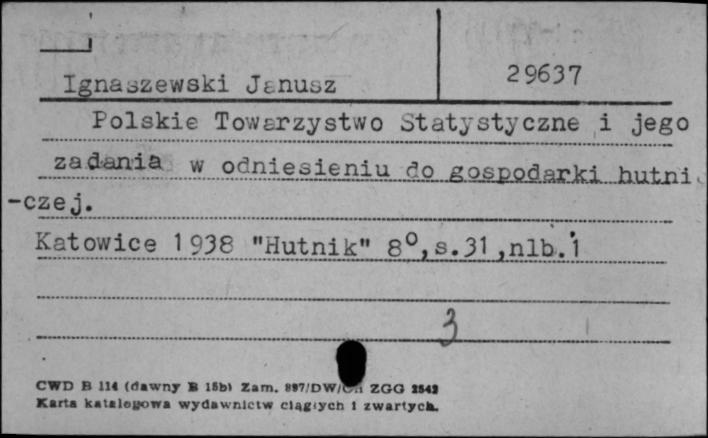 Ignaszewski Janusz
29637
Polskie Towarzystwo Statystyczne i jego
zadania w odniesieniu do gospodarki hutni
-czej.
Katowice 1938 "Hutnik" 8°,s.31,nlb.1
3
CWD B 114 (dawny B 15b) Zam. 897/DW/ ZGG 2542
Karta katalogowa wydawnictw ciągłych i zwartych.